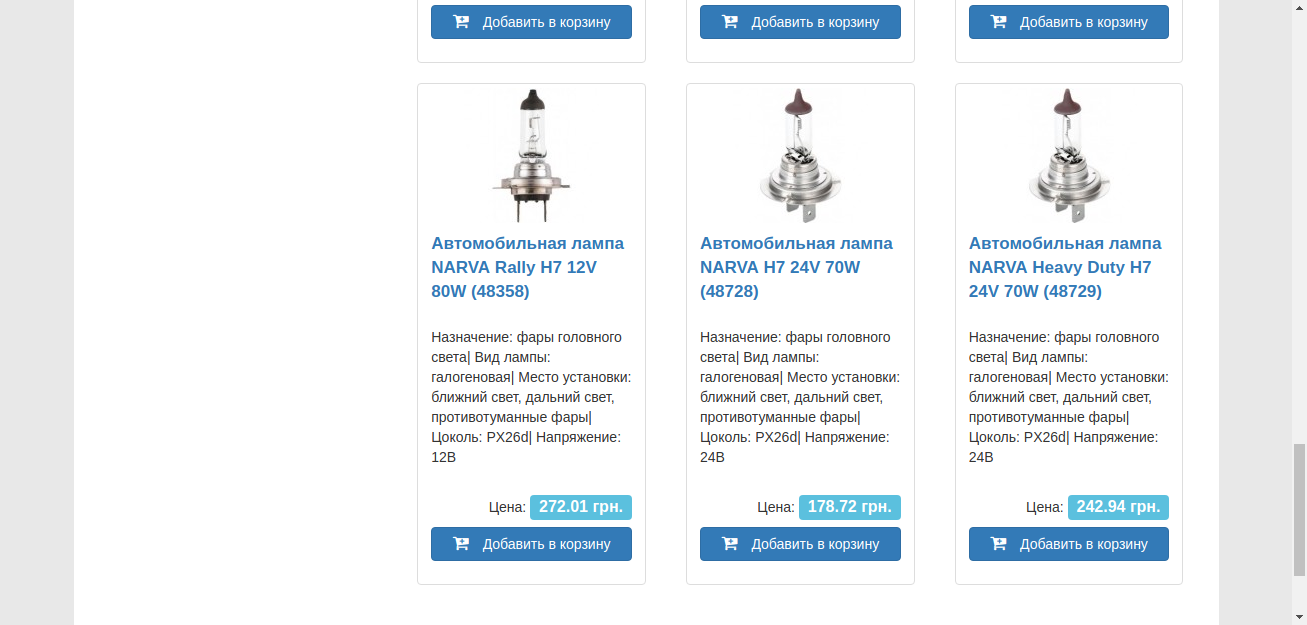 Добавить в корзину
Добавить в корзину
Добавить в корзину
Автомобильная лампа
NARVA Rally H7 12V
80W (48358)
Назначение: фары головного
света| Вид лампы:
галогеновая| Место установки:
ближний свет, дальний свет,
противотуманные фары|
Цоколь: PX26d| Напряжение:
12В
Цена: 272.01 грн.
Добавить в корзину
Автомобильная лампа
NARVA H7 24V 70W
(48728)
Назначение: фары головного
света| Вид лампы:
галогеновая| Место установки:
ближний свет, дальний свет,
противотуманные фары|
Цоколь: PX26d| Напряжение:
24В
Цена: 178.72 грн.
Добавить в корзину
Автомобильная лампа
NARVA Heavy Duty H7
24V 70W (48729)
Назначение: фары головного
света| Вид лампы:
галогеновая| Место установки:
ближний свет, дальний свет,
противотуманные фары|
Цоколь: PX26d| Напряжение:
24В
Цена: 242.94 грн.
Добавить в корзину